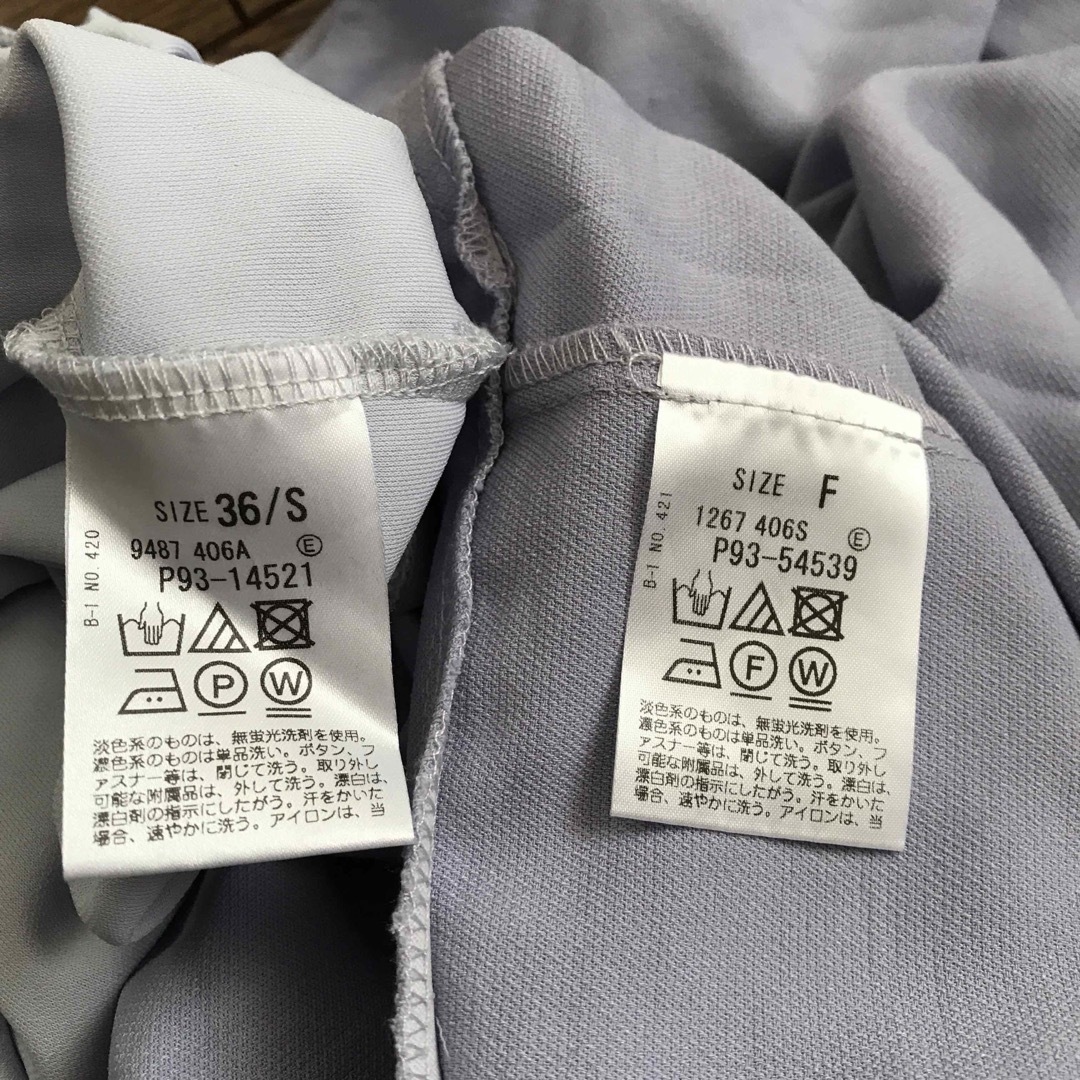 SIZE 36/S
9487 406A Ⓔ
P93-14521
B-1 NO. 420
P W
淡色系のものは、無蛍光洗剤を使用。
濃色系のものは単品洗い。ボタン、フ
ァスナー等は、閉じて洗う。取り外し
可能な附属品は、外して洗う。漂白は、
漂白剤の指示にしたがう。汗をかいた
場合、速やかに洗う。アイロンは、当
SIZE F
1267 406S Ⓔ
P93-54539
B-1 NO. 421
F W
淡色系のものは、無蛍光洗剤を使用。
濃色系のものは単品洗い。ボタン、フ
ァスナー等は、閉じて洗う。取り外し
可能な附属品は、外して洗う。漂白は、
漂白剤の指示にしたがう。汗をかいた
場合、速やかに洗う。アイロンは、当